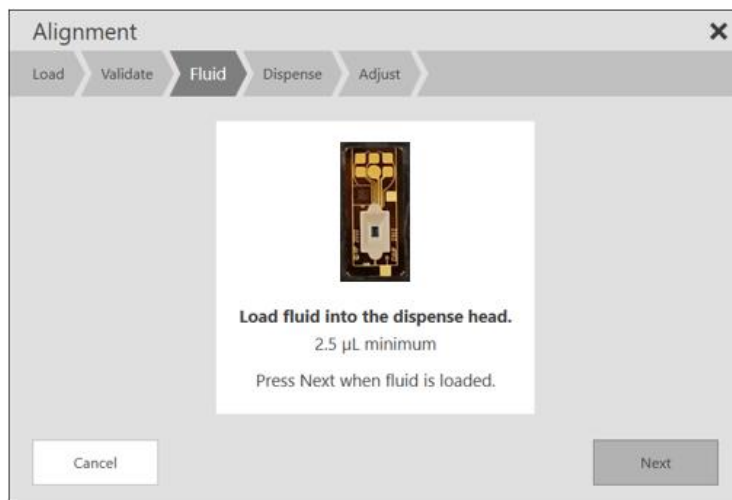 Alignment
Load Validate Fluid Dispense Adjust
Load fluid into the dispense head.
2.5 µL minimum
Press Next when fluid is loaded.
Cancel Next